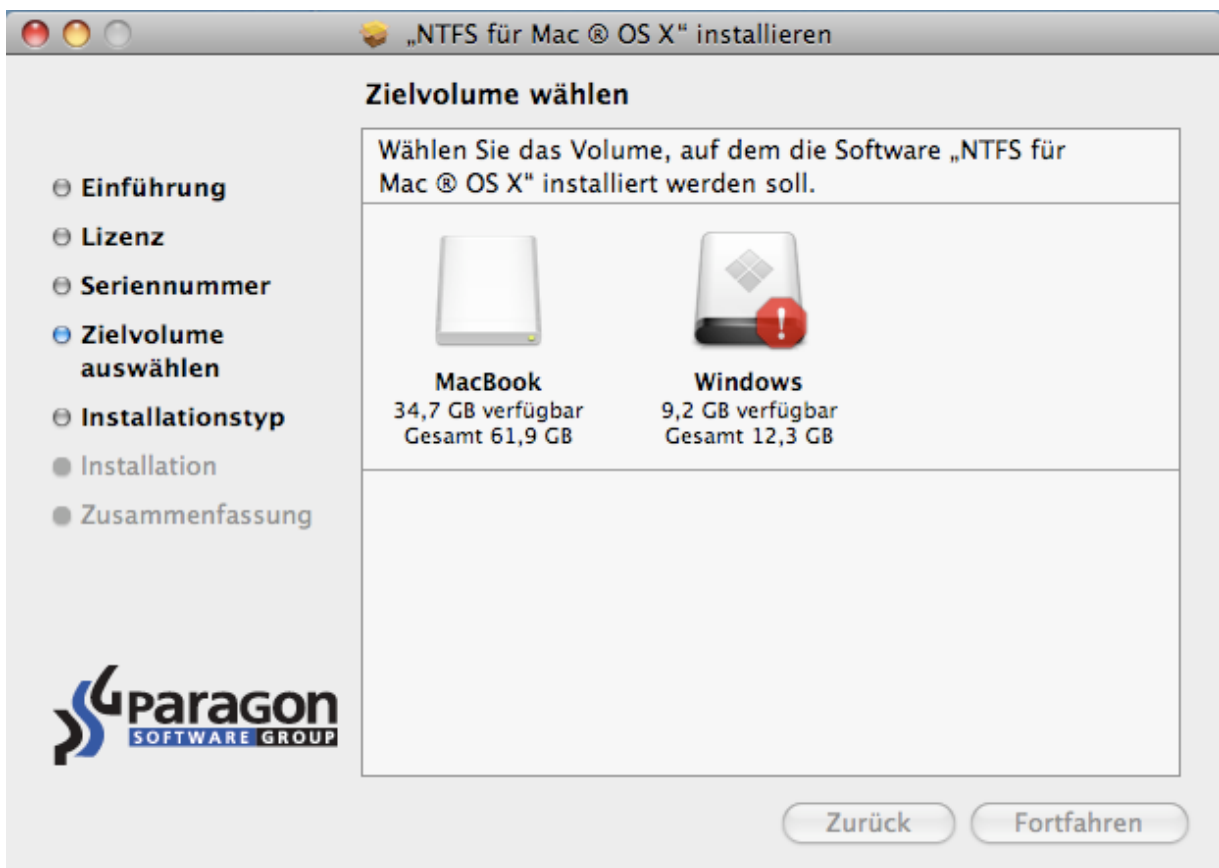 „NTFS für Mac ® OS X“ installieren
Zielvolume wählen
Wählen Sie das Volume, auf dem die Software „NTFS für
Mac ® OS X“ installiert werden soll.
Einführung
Lizenz
Seriennummer
Zielvolume
auswählen
Installationstyp
Installation
Zusammenfassung
MacBook
34,7 GB verfügbar
Gesamt 61,9 GB
Windows
9,2 GB verfügbar
Gesamt 12,3 GB
Paragon
SOFTWARE GROUP
Zurück
Fortfahren